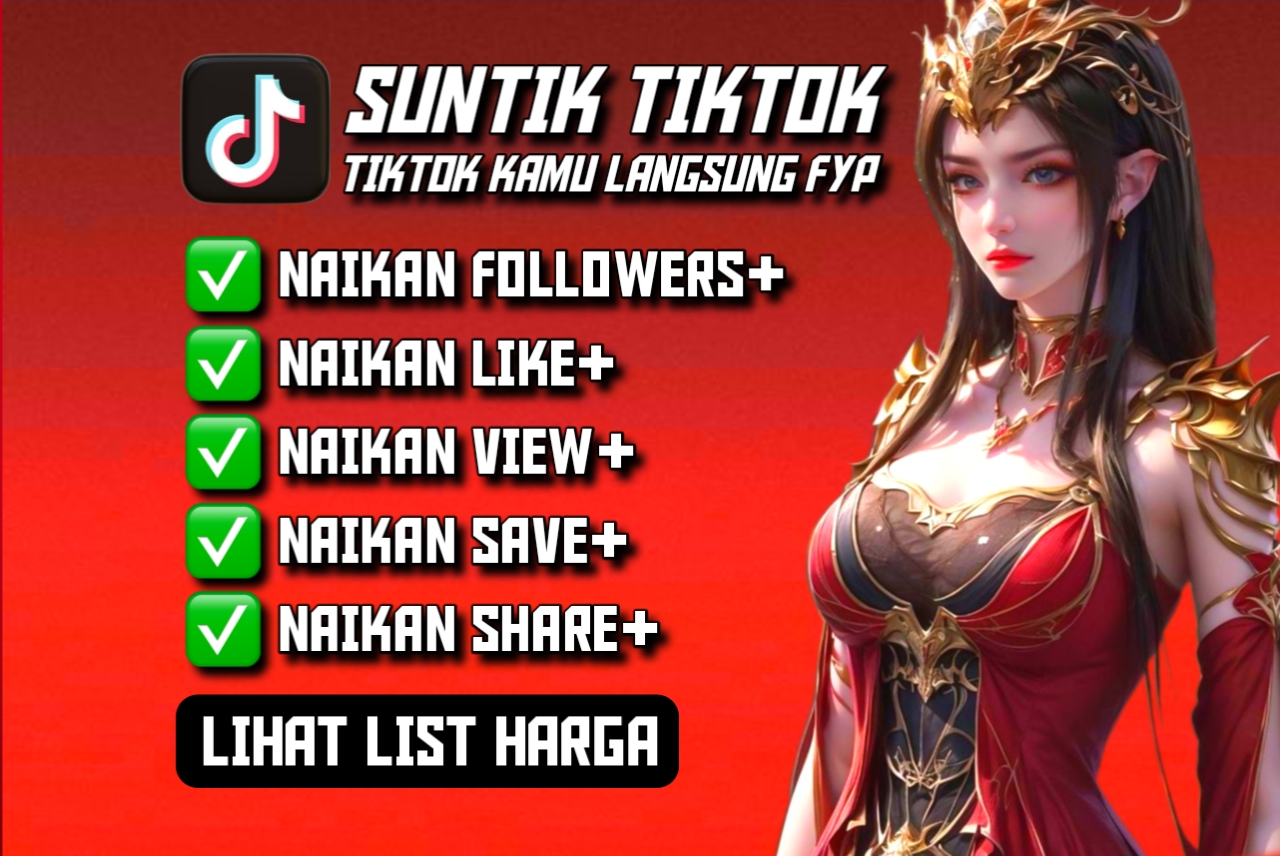 SUNTIK TIKTOK
TIKTOK KAMU LANGSUNG FYP
NAIKAN FOLLOWERS+
NAIKAN LIKE+
NAIKAN VIEW+
NAIKAN SAVE+
NAIKAN SHARE+
LIHAT LIST HARGA